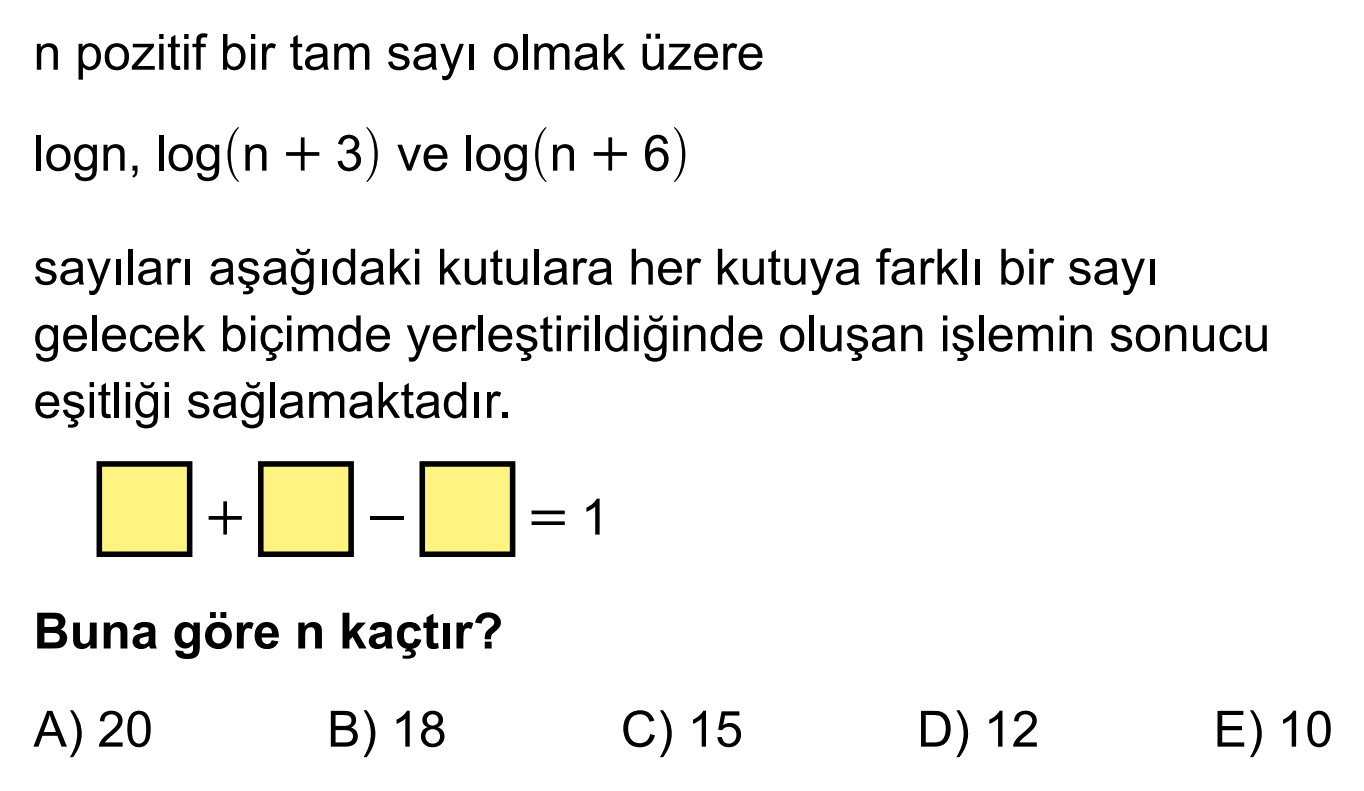 n pozitif bir tam sayı olmak üzere
logn, log(n + 3) ve log(n + 6)
sayıları aşağıdaki kutulara her kutuya farklı bir sayı
gelecek biçimde yerleştirildiğinde oluşan işlemin sonucu
eşitliği sağlamaktadır.
+ − = 1
Buna göre n kaçtır?
A) 20 B) 18 C) 15 D) 12 E) 10